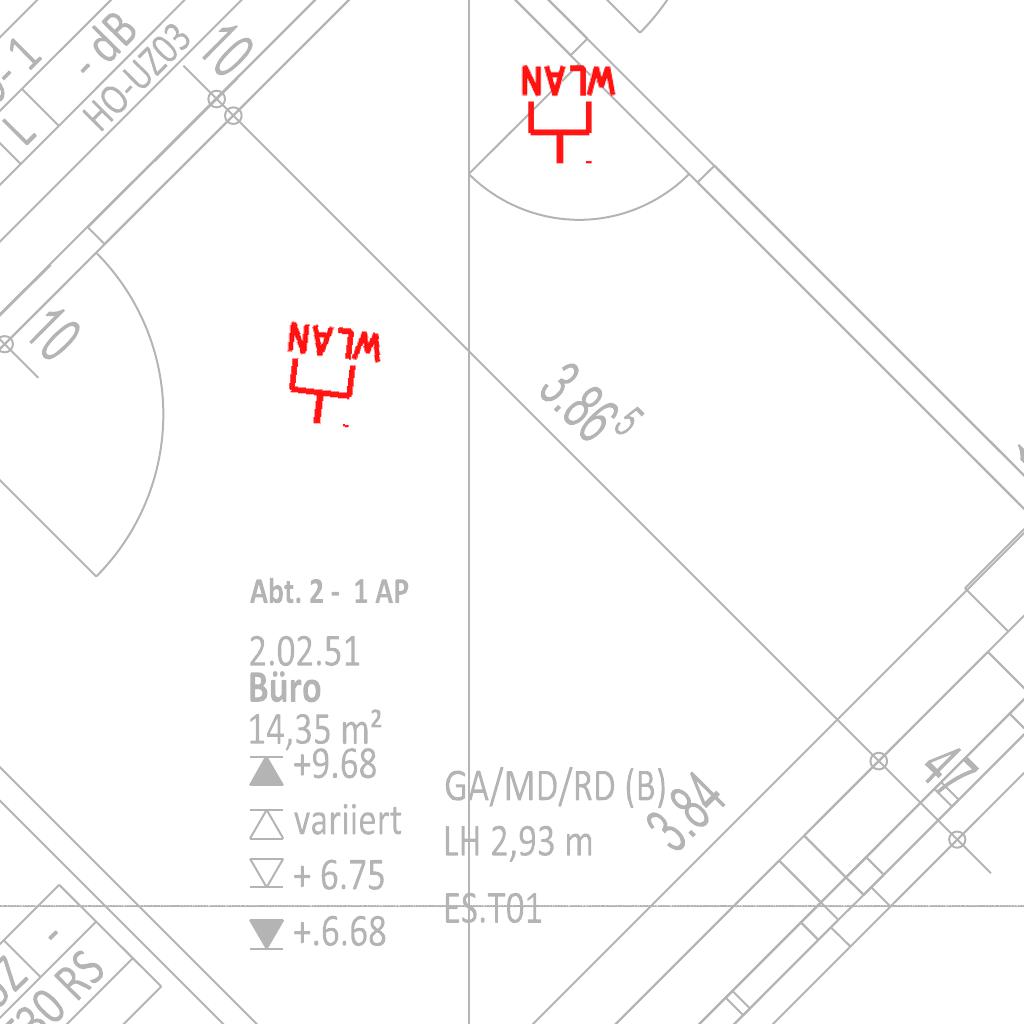 - 1
L
- dB
HO-UZ03
10
WLAN
10
WLAN
3.86⁵
Abt. 2 - 1 AP
2.02.51
Büro
14,35 m²
+9.68
variiert
+ 6.75
+.6.68
GA/MD/RD (B)
LH 2,93 m
ES.T01
3.84
47
-
30 RS